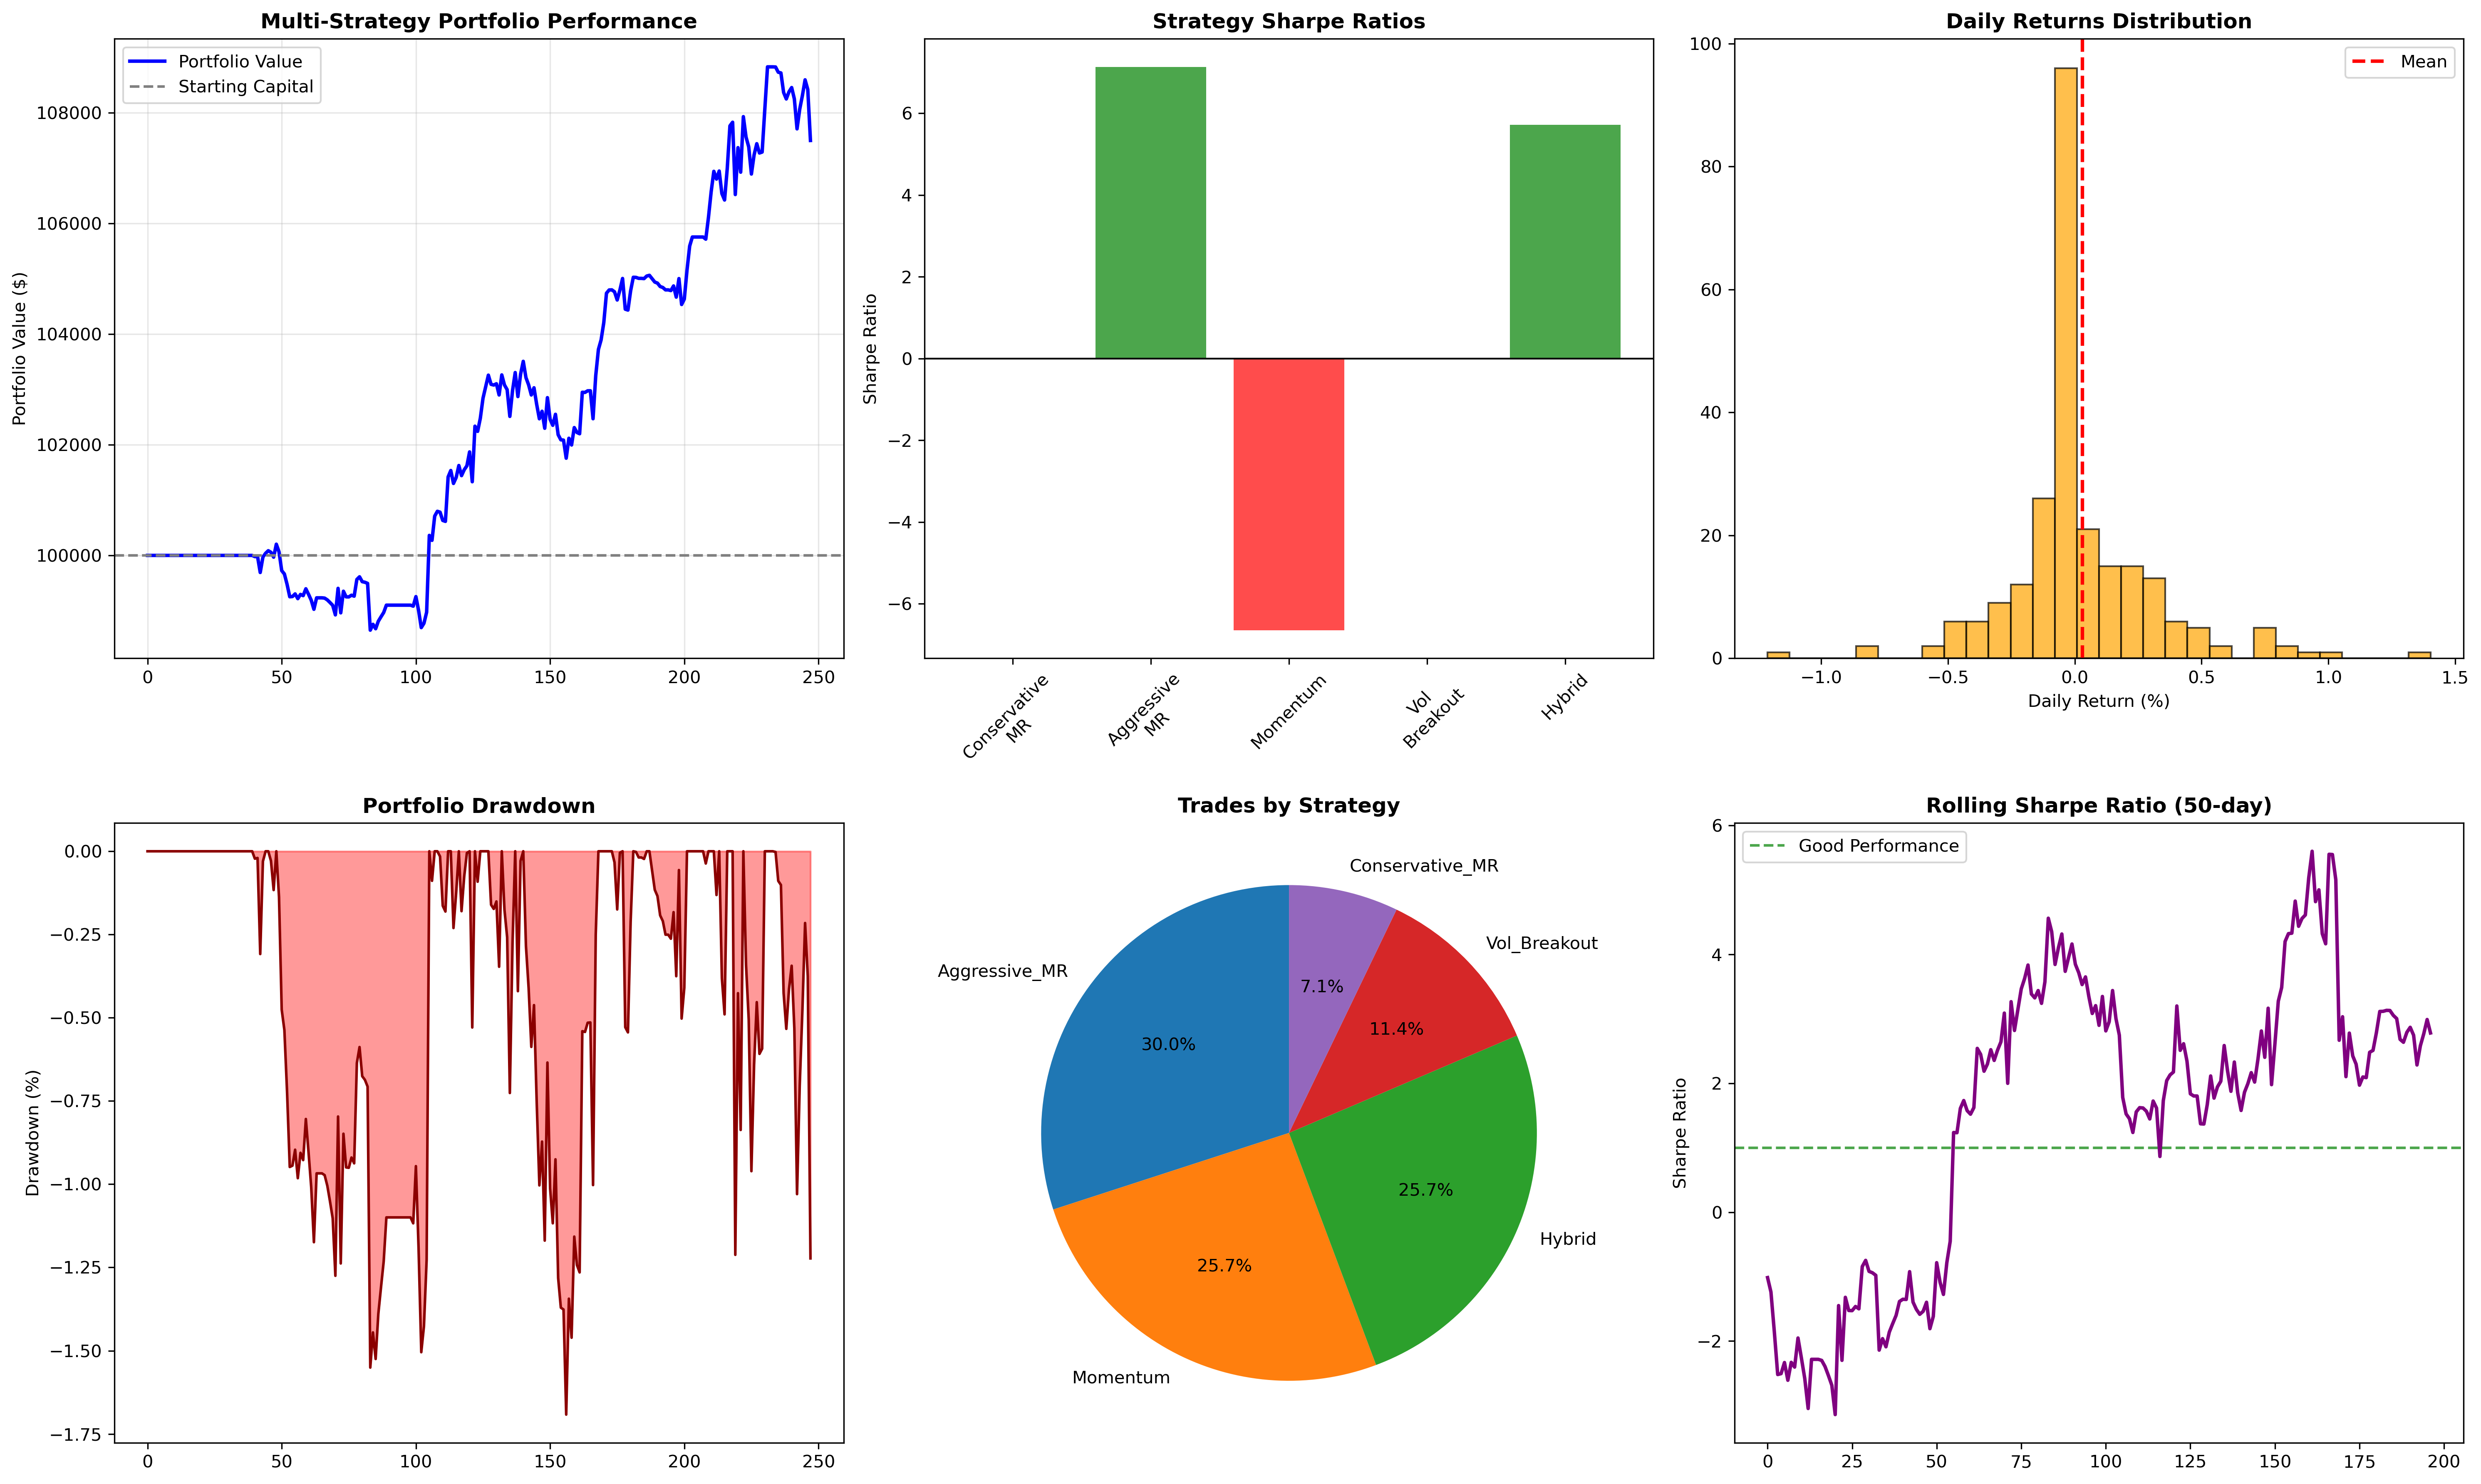 Multi-Strategy Portfolio Performance
Portfolio Value
Starting Capital
Portfolio Value ($)
108000
106000
104000
102000
100000
0
50
100
150
200
250
Strategy Sharpe Ratios
Sharpe Ratio
6
4
2
0
−2
−4
−6
Conservative
MR
Aggressive
MR
Momentum
Vol
Breakout
Hybrid
Daily Returns Distribution
Mean
100
80
60
40
20
0
−1.0
−0.5
0.0
0.5
1.0
1.5
Daily Return (%)
Portfolio Drawdown
Drawdown (%)
0.00
−0.25
−0.50
−0.75
−1.00
−1.25
−1.50
−1.75
0
50
100
150
200
250
Trades by Strategy
Conservative_MR
7.1%
Vol_Breakout
11.4%
Aggressive_MR
30.0%
Hybrid
25.7%
Momentum
25.7%
Rolling Sharpe Ratio (50-day)
Good Performance
Sharpe Ratio
6
4
2
0
−2
0
25
50
75
100
125
150
175
200